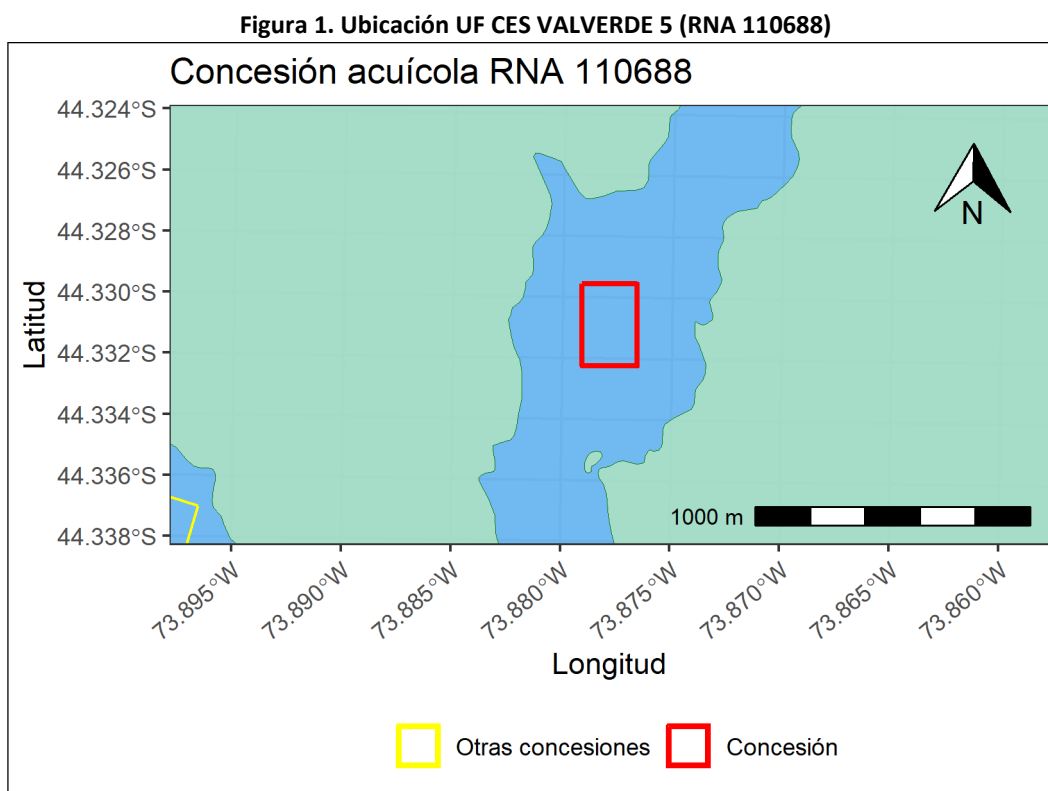 Figura 1. Ubicación UF CES VALVERDE 5 (RNA 110688)
Concesión acuícola RNA 110688
44.324°S
44.326°S
44.328°S
44.330°S
44.332°S
44.334°S
44.336°S
44.338°S
Latitud
N
1000 m
73.895°W
73.890°W
73.885°W
73.880°W
73.875°W
73.870°W
73.865°W
73.860°W
Longitud
Otras concesiones
Concesión